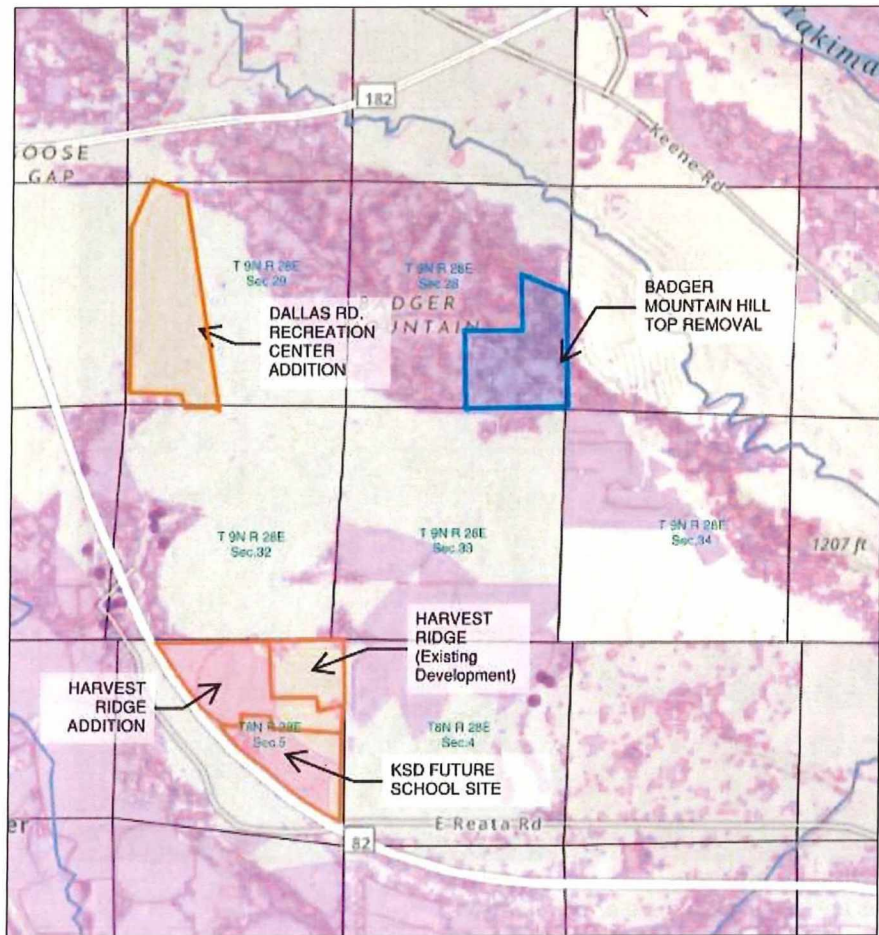 Yakima
182
Keene Rd
GOOSE
GAP
T 9N R 28E
Sec.29
T 9N R 28E
Sec.28
BADGER
MOUNTAIN HILL
TOP REMOVAL
DALLAS RD.
RECREATION
CENTER
ADDITION
ADGER
UNTAIN
T 9N R 28E
Sec.32
T 9N R 28E
Sec.33
T 9N R 28E
Sec.34
1207 ft
HARVEST
RIDGE
(Existing
Development)
HARVEST
RIDGE
ADDITION
T8N R 28E
Sec.5
T8N R 28E
Sec.4
KSD FUTURE
SCHOOL SITE
er
E Reata Rd
82